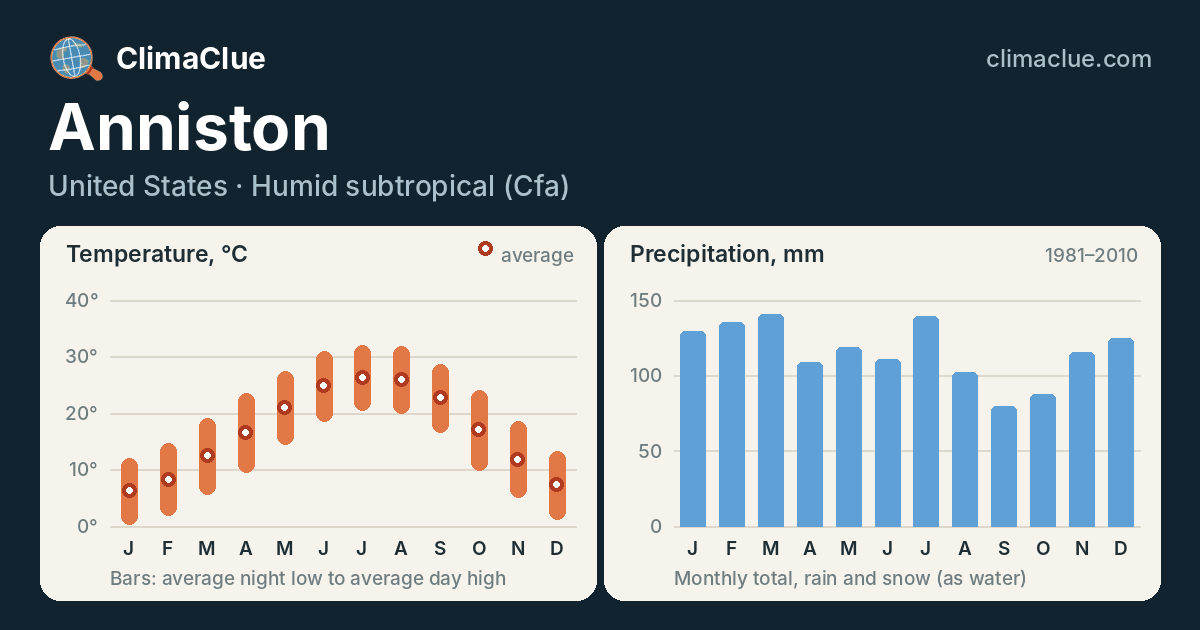 ClimaClue
climaclue.com
Anniston
United States · Humid subtropical (Cfa)
Temperature, °C
average
40°
30°
20°
10°
0°
J F M A M J J A S O N D
Bars: average night low to average day high
Precipitation, mm
1981–2010
150
100
50
0
J F M A M J J A S O N D
Monthly total, rain and snow (as water)